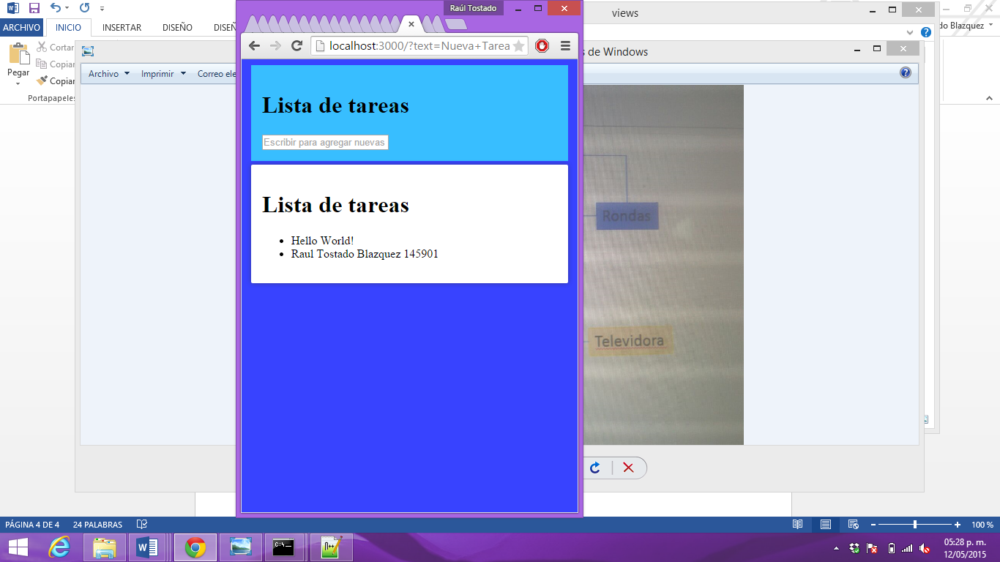 Raúl Tostado
views
ARCHIVO INICIO INSERTAR DISEÑO DISEÑ
do Blazquez
Cortar
Copiar
Copiar
Pegar
Portapapeles
localhost:3000/?text=Nueva+Tarea
s de Windows
Archivo Imprimir Correo ele
Lista de tareas
Escribir para agregar nuevas
Lista de tareas
Hello World!
Raul Tostado Blazquez 145901
Rondas
Televidora
PÁGINA 4 DE 4 24 PALABRAS 100 %
05:28 p. m.
12/05/2015